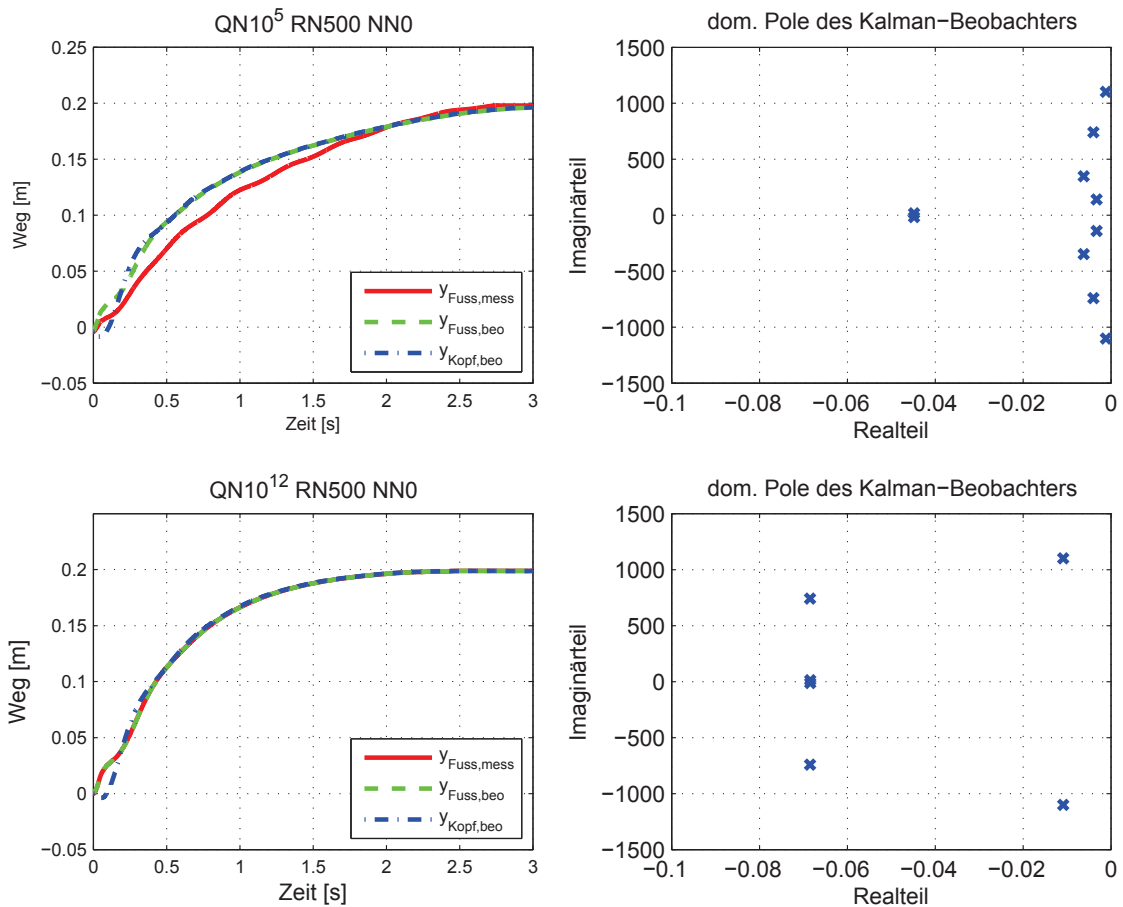 QN10^5 RN500 NN0
0.25
0.2
0.15
0.1
0.05
0
−0.05
Weg [m]
0 0.5 1 1.5 2 2.5 3
Zeit [s]
y_Fuss,mess
y_Fuss,beo
y_Kopf,beo
dom. Pole des Kalman−Beobachters
1500
1000
500
0
−500
−1000
−1500
Imaginärteil
−0.1 −0.08 −0.06 −0.04 −0.02 0
Realteil
QN10^12 RN500 NN0
0.2
0.15
0.1
0.05
0
−0.05
Weg [m]
0 0.5 1 1.5 2 2.5 3
Zeit [s]
y_Fuss,mess
y_Fuss,beo
y_Kopf,beo
dom. Pole des Kalman−Beobachters
1500
1000
500
0
−500
−1000
−1500
Imaginärteil
−0.1 −0.08 −0.06 −0.04 −0.02 0
Realteil